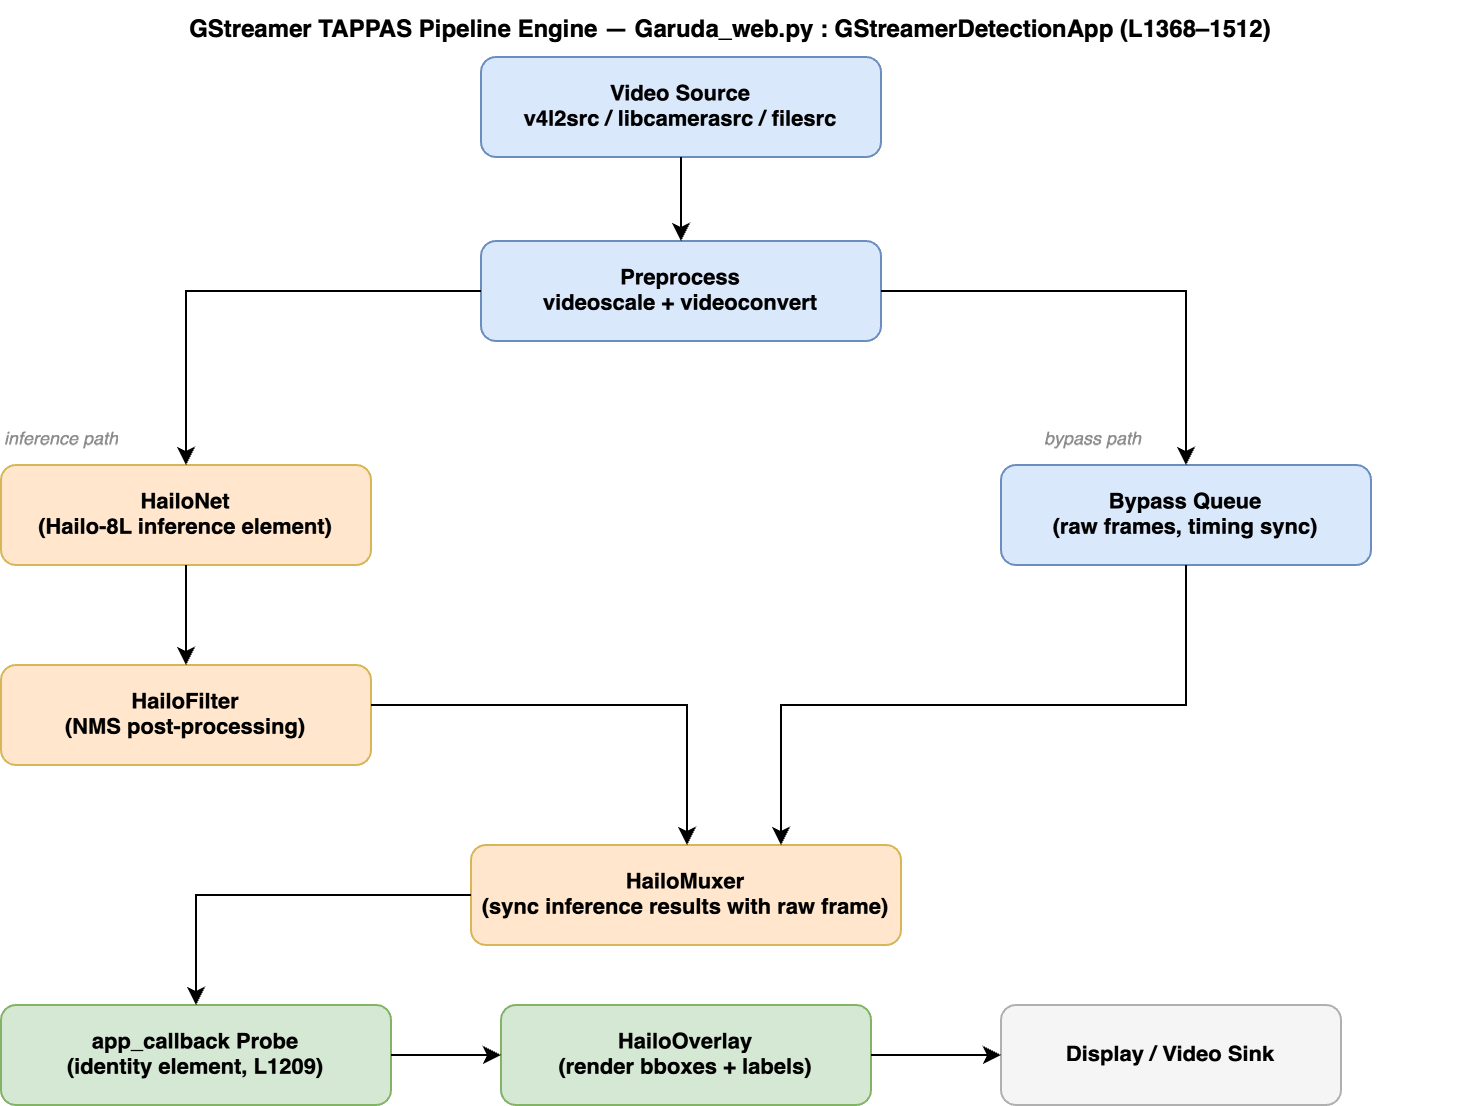 GStreamer TAPPAS Pipeline Engine — Garuda_web.py : GStreamerDetectionApp (L1368–1512)
Video Source
v4l2src / libcamerasrc / filesrc
Preprocess
videoscale + videoconvert
inference path
bypass path
HailoNet
(Hailo-8L inference element)
Bypass Queue
(raw frames, timing sync)
HailoFilter
(NMS post-processing)
HailoMuxer
(sync inference results with raw frame)
app_callback Probe
(identity element, L1209)
HailoOverlay
(render bboxes + labels)
Display / Video Sink